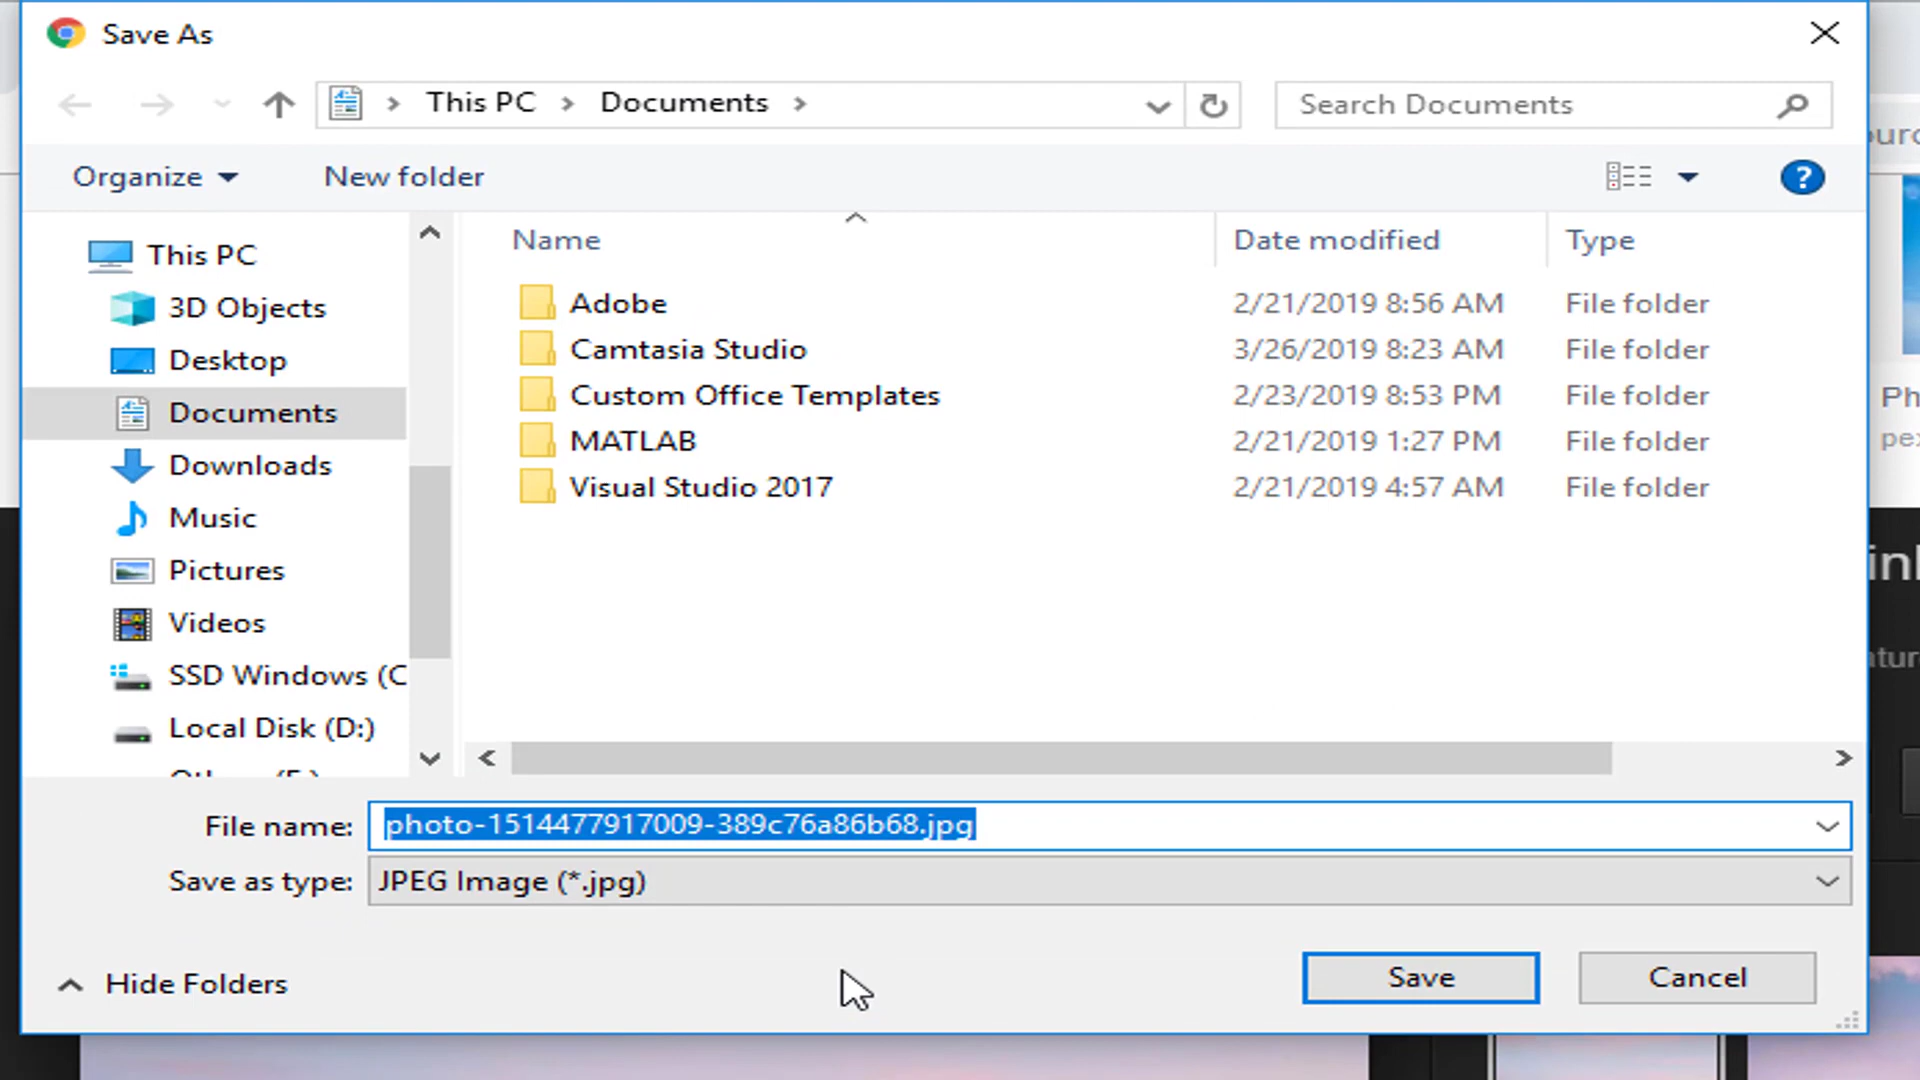 Save As
This PC > Documents >
Search Documents
Organize
New folder
?
Name
Date modified
Type
This PC
3D Objects
Desktop
Documents
Downloads
Music
Pictures
Videos
SSD Windows (C
Local Disk (D:)
Adobe 2/21/2019 8:56 AM File folder
Camtasia Studio 3/26/2019 8:23 AM File folder
Custom Office Templates 2/23/2019 8:53 PM File folder
MATLAB 2/21/2019 1:27 PM File folder
Visual Studio 2017 2/21/2019 4:57 AM File folder
File name: photo-1514477917009-389c76a86b68.jpg
Save as type: JPEG Image (*.jpg)
Hide Folders
Save
Cancel